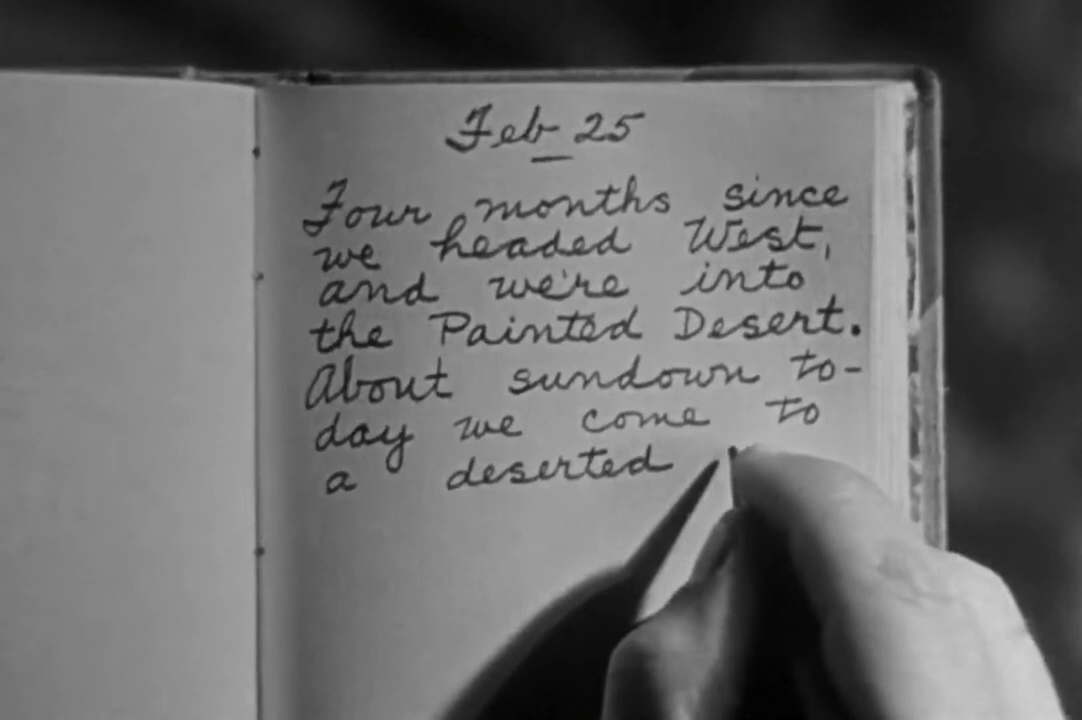 Feb 25
Four months since
we headed West,
and we're into
the Painted Desert.
About sundown to-
day we come to
a deserted